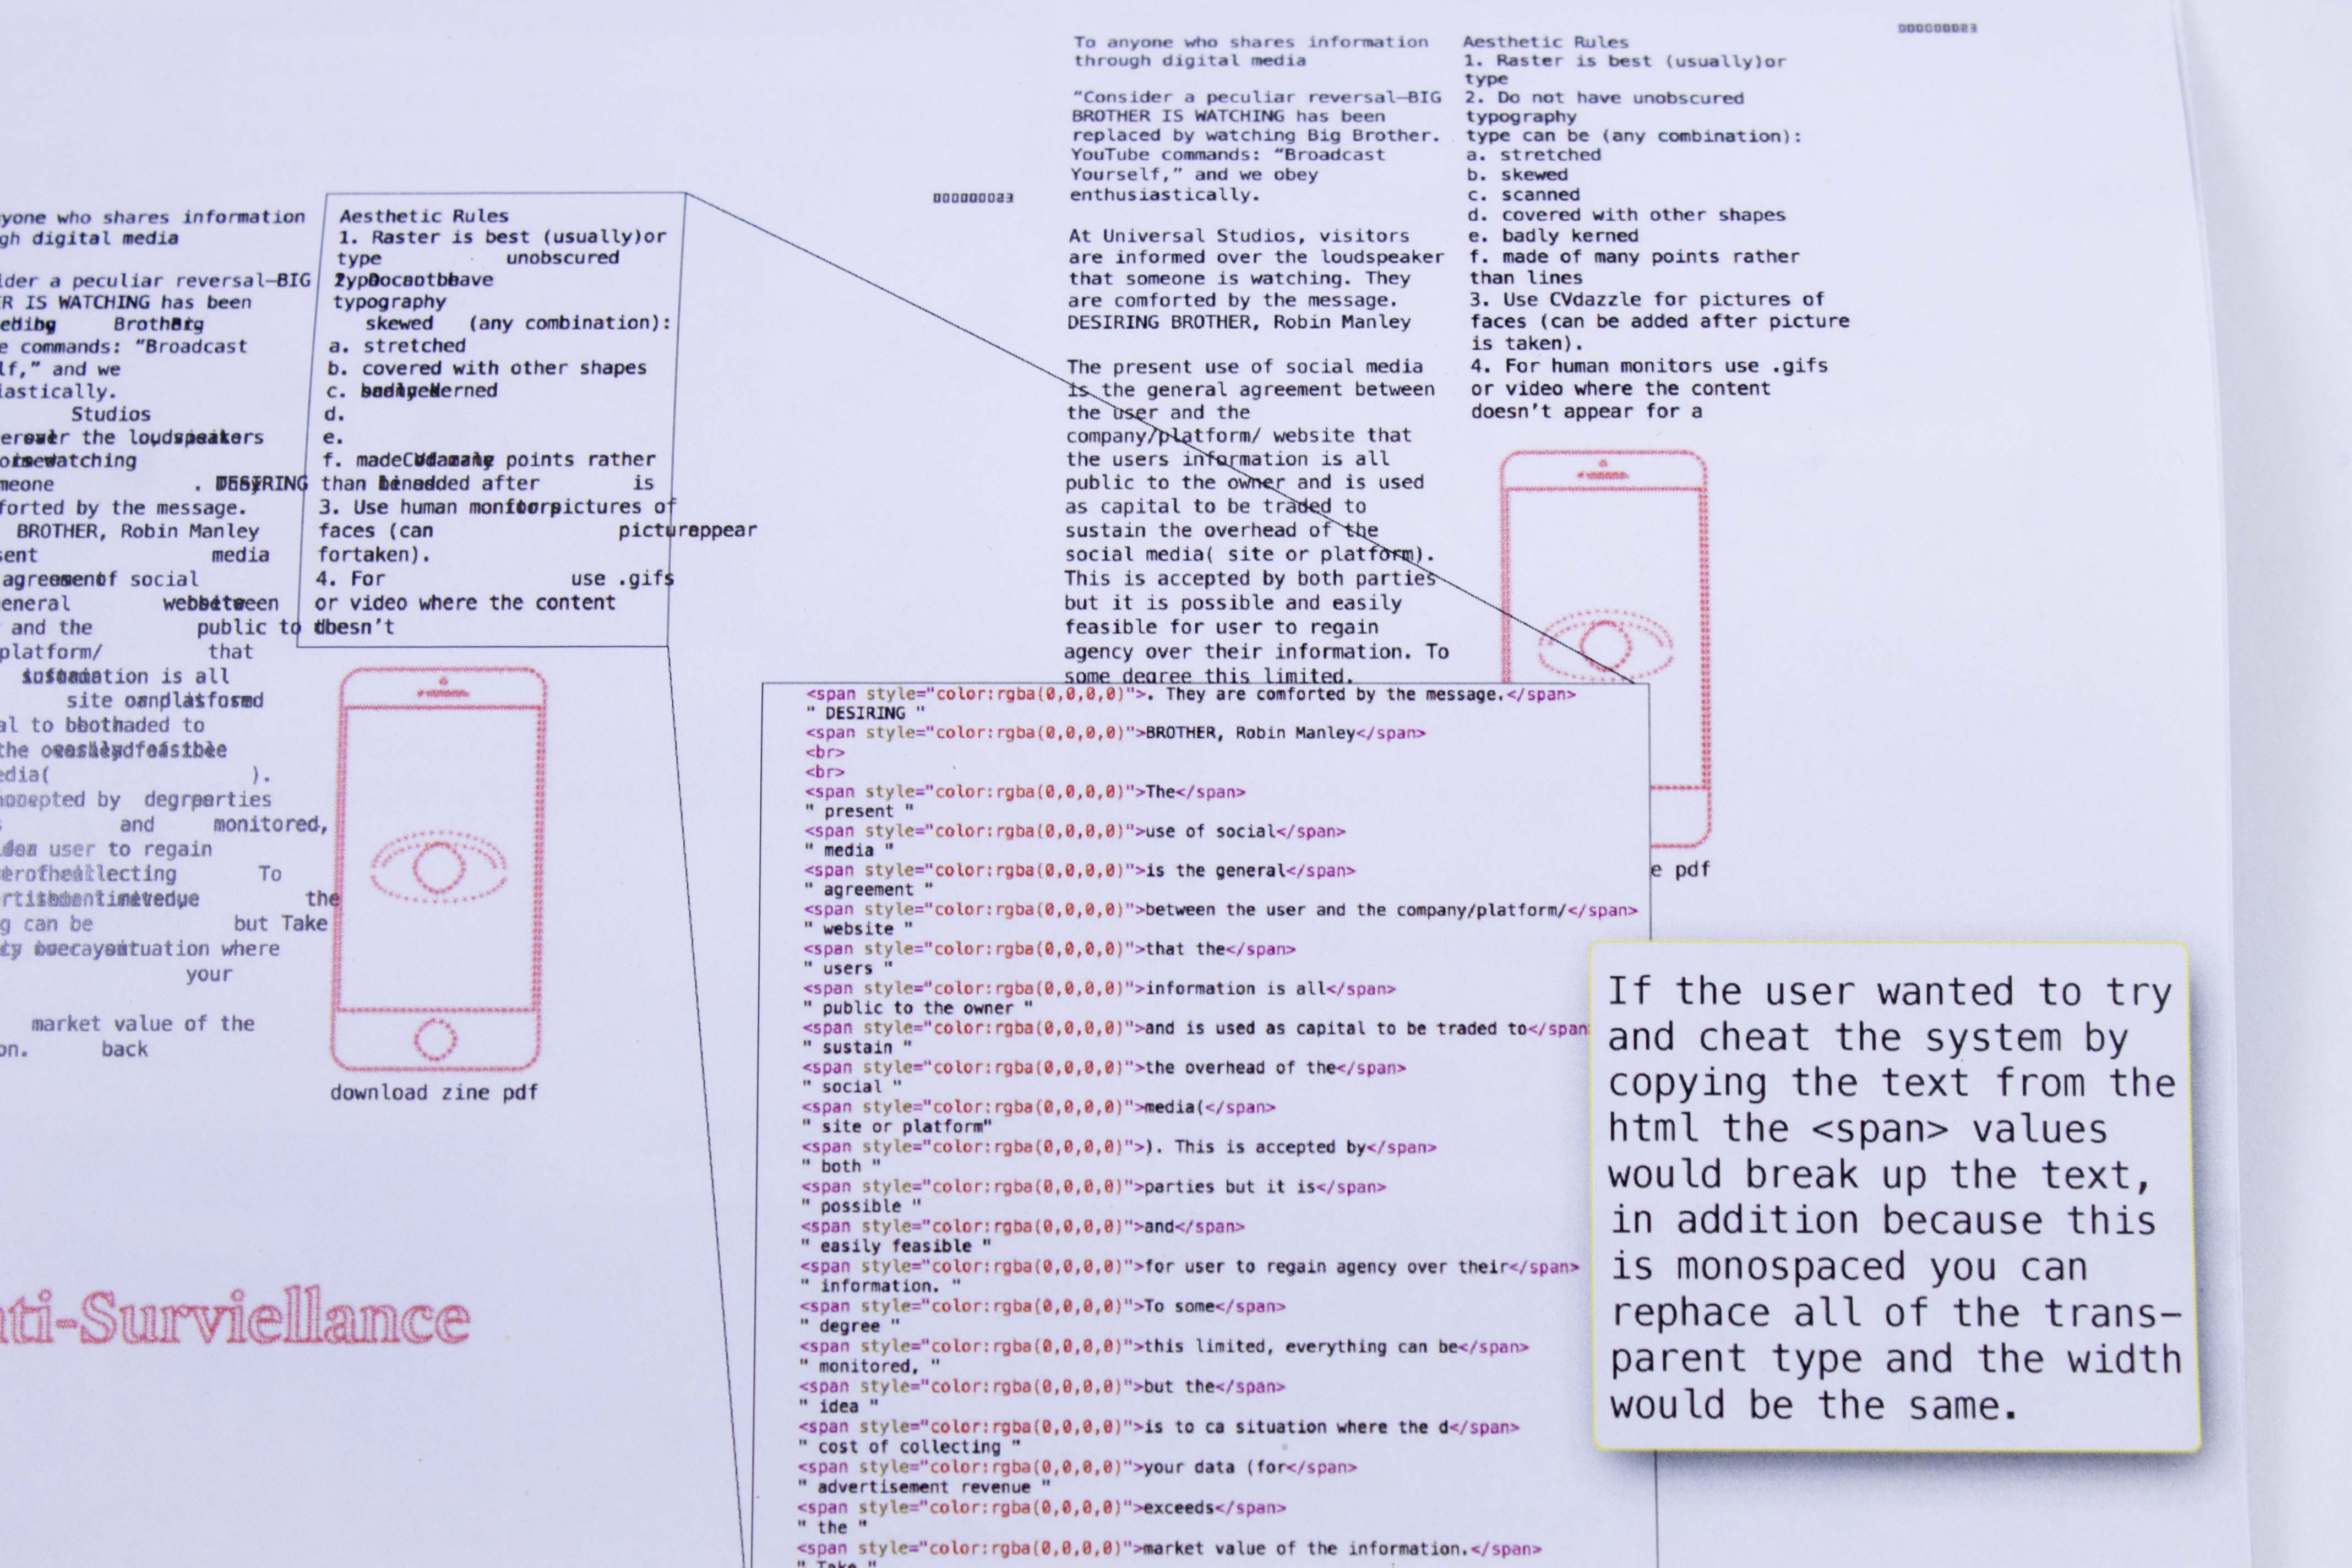 yone who shares information
gh digital media
ider a peculiar reversal—BIG
R IS WATCHING has been
e commands: “Broadcast
lf,” and we
iastically.
Studios
the loudspeakers
watching
meone . DESIRING
forted by the message.
BROTHER, Robin Manley
sent media
agreement of social
eneral website
and the public to
platform/ that
information is all
site or platform
al to
the
edia( ).
by
and monitored,
user to regain
collecting To
the
g can be but Take
situation where
your
market value of the
on. back
Aesthetic Rules
1. Raster is best (usually)or
type unobscured
have
typography
skewed (any combination):
a. stretched
b. covered with other shapes
c. kerned
d.
e.
f. made points rather
than added after is
3. Use human monitors pictures of
faces (can picture appear
fortaken).
4. For use .gifs
or video where the content
doesn’t
download zine pdf
nti-Surviellance
000000023
To anyone who shares information
through digital media
“Consider a peculiar reversal—BIG
BROTHER IS WATCHING has been
replaced by watching Big Brother.
YouTube commands: “Broadcast
Yourself,” and we obey
enthusiastically.
At Universal Studios, visitors
are informed over the loudspeaker
that someone is watching. They
are comforted by the message.
DESIRING BROTHER, Robin Manley
The present use of social media
is the general agreement between
the user and the
company/platform/ website that
the users information is all
public to the owner and is used
as capital to be traded to
sustain the overhead of the
social media( site or platform).
This is accepted by both parties
but it is possible and easily
feasible for user to regain
agency over their information. To
some degree this limited.
Aesthetic Rules
1. Raster is best (usually)or
type
2. Do not have unobscured
typography
type can be (any combination):
a. stretched
b. skewed
c. scanned
d. covered with other shapes
e. badly kerned
f. made of many points rather
than lines
3. Use CVdazzle for pictures of
faces (can be added after picture
is taken).
4. For human monitors use .gifs
or video where the content
doesn’t appear for a
e pdf
000000023
<span style="color:rgba(0,0,0,0)">. They are comforted by the message.</span>
" DESIRING "
<span style="color:rgba(0,0,0,0)">BROTHER, Robin Manley</span>
<br>
<br>
<span style="color:rgba(0,0,0,0)">The</span>
" present "
<span style="color:rgba(0,0,0,0)">use of social</span>
" media "
<span style="color:rgba(0,0,0,0)">is the general</span>
" agreement "
<span style="color:rgba(0,0,0,0)">between the user and the company/platform/</span>
" website "
<span style="color:rgba(0,0,0,0)">that the</span>
" users "
<span style="color:rgba(0,0,0,0)">information is all</span>
" public to the owner "
<span style="color:rgba(0,0,0,0)">and is used as capital to be traded to</span
" sustain "
<span style="color:rgba(0,0,0,0)">the overhead of the</span>
" social "
<span style="color:rgba(0,0,0,0)">media(</span>
" site or platform"
<span style="color:rgba(0,0,0,0)">). This is accepted by</span>
" both "
<span style="color:rgba(0,0,0,0)">parties but it is</span>
" possible "
<span style="color:rgba(0,0,0,0)">and</span>
" easily feasible "
<span style="color:rgba(0,0,0,0)">for user to regain agency over their</span>
" information. "
<span style="color:rgba(0,0,0,0)">To some</span>
" degree "
<span style="color:rgba(0,0,0,0)">this limited, everything can be</span>
" monitored, "
<span style="color:rgba(0,0,0,0)">but the</span>
" idea "
<span style="color:rgba(0,0,0,0)">is to ca situation where the d</span>
" cost of collecting "
<span style="color:rgba(0,0,0,0)">your data (for</span>
" advertisement revenue "
<span style="color:rgba(0,0,0,0)">exceeds</span>
" the "
<span style="color:rgba(0,0,0,0)">market value of the information.</span>
" Take "
If the user wanted to try
and cheat the system by
copying the text from the
html the <span> values
would break up the text,
in addition because this
is monospaced you can
rephace all of the trans–
parent type and the width
would be the same.